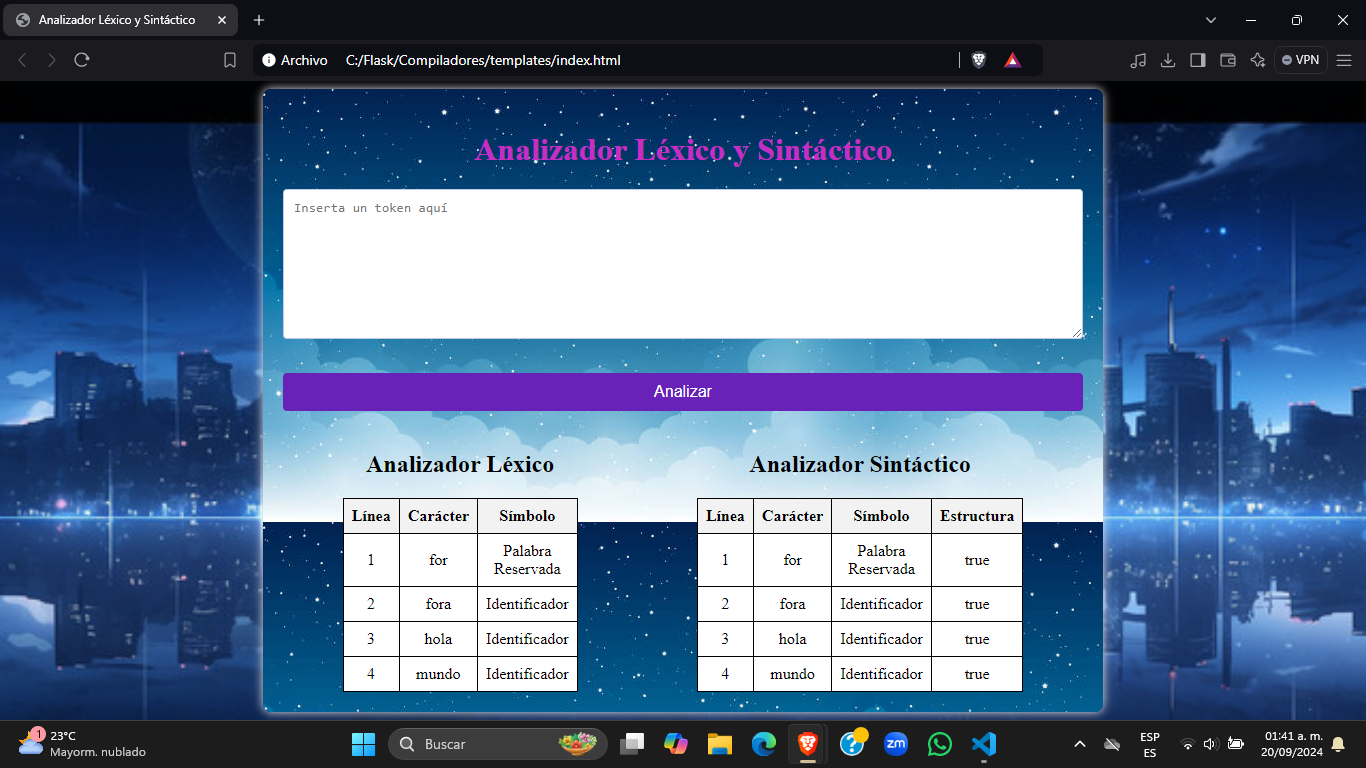 Analizador Léxico y Sintáctico
Archivo C:/Flask/Compiladores/templates/index.html
VPN
Analizador Léxico y Sintáctico
Inserta un token aquí
Analizar
Analizador Léxico
Línea Carácter Símbolo
1 for Palabra Reservada
2 fora Identificador
3 hola Identificador
4 mundo Identificador
Analizador Sintáctico
Línea Carácter Símbolo Estructura
1 for Palabra Reservada true
2 fora Identificador true
3 hola Identificador true
4 mundo Identificador true
1
23°C
Mayorm. nublado
Buscar
zm
ESP
ES
01:41 a. m.
20/09/2024